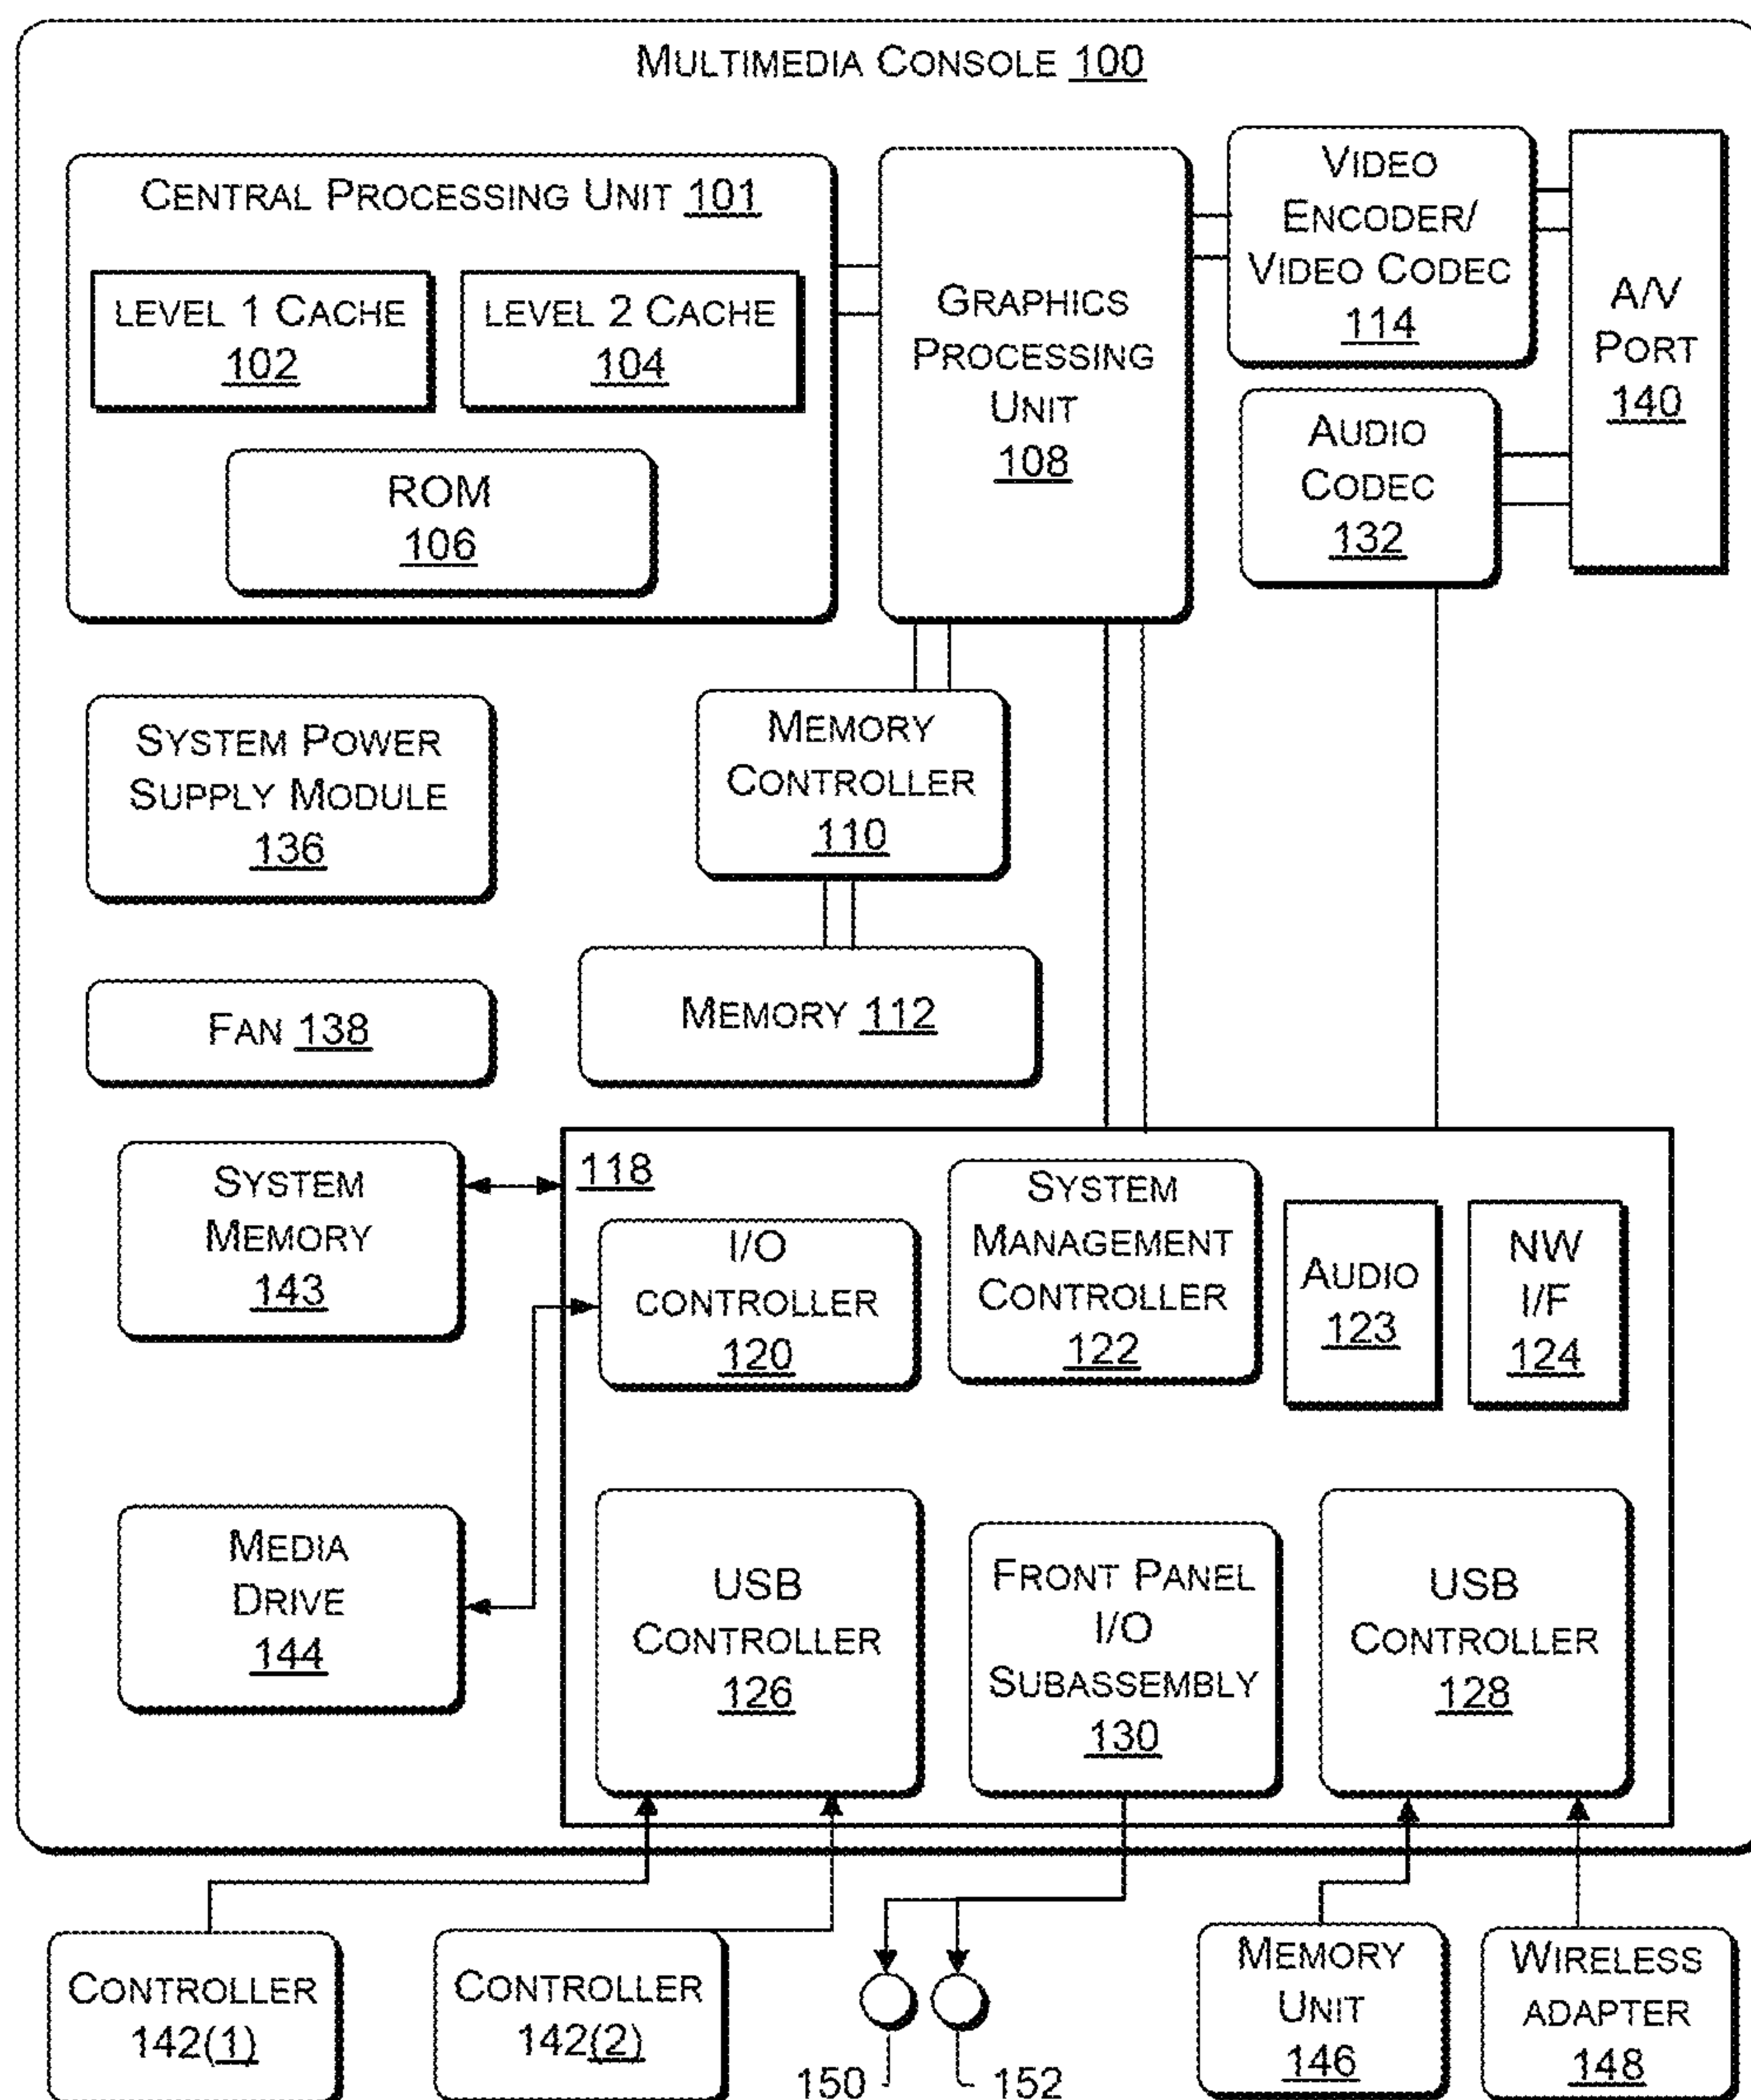 MULTIMEDIA CONSOLE 100
CENTRAL PROCESSING UNIT 101
LEVEL 1 CACHE
102
LEVEL 2 CACHE
104
ROM
106
GRAPHICS
PROCESSING
UNIT
108
VIDEO
ENCODER/
VIDEO CODEC
114
AUDIO
CODEC
132
A/V
PORT
140
SYSTEM POWER
SUPPLY MODULE
136
MEMORY
CONTROLLER
110
FAN 138
MEMORY 112
SYSTEM
MEMORY
143
118
I/O
CONTROLLER
120
SYSTEM
MANAGEMENT
CONTROLLER
122
AUDIO
123
NW
I/F
124
MEDIA
DRIVE
144
USB
CONTROLLER
126
FRONT PANEL
I/O
SUBASSEMBLY
130
USB
CONTROLLER
128
CONTROLLER
142(1)
CONTROLLER
142(2)
150
152
MEMORY
UNIT
146
WIRELESS
ADAPTER
148